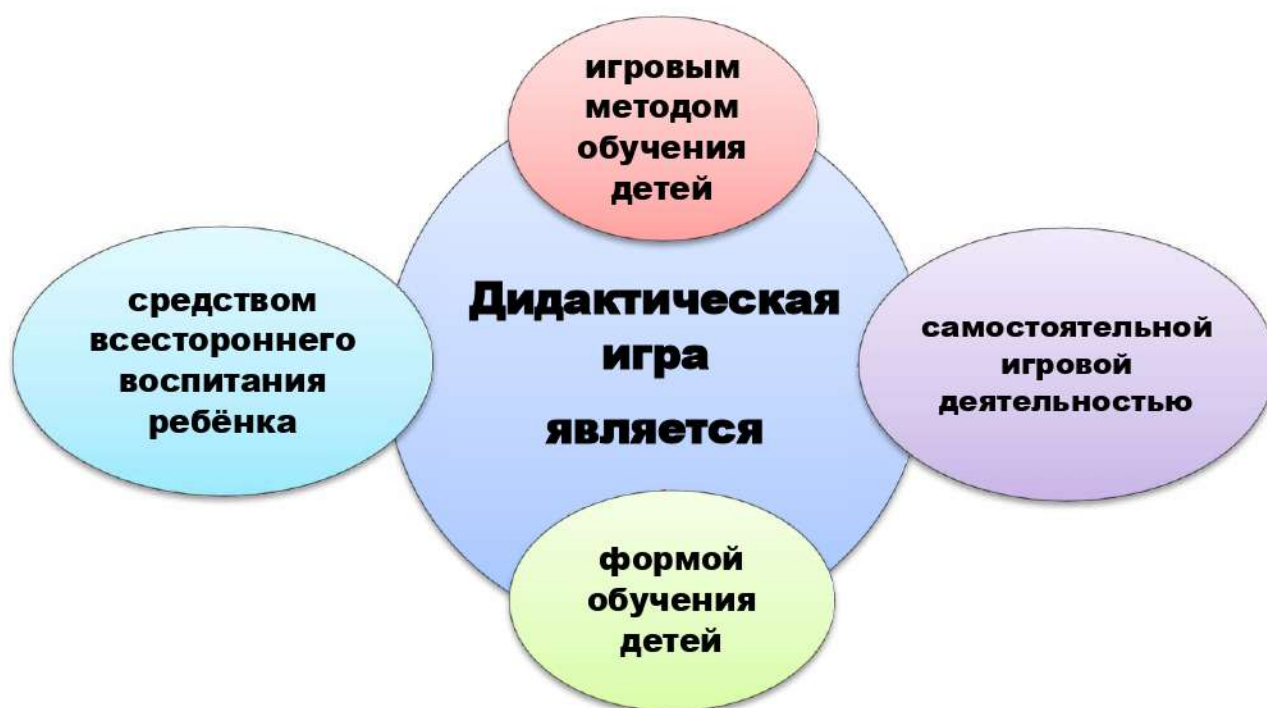 игровым
методом
обучения
детей
средством
всестороннего
воспитания
ребёнка
Дидактическая
игра
является
самостоятельной
игровой
деятельностью
формой
обучения
детей